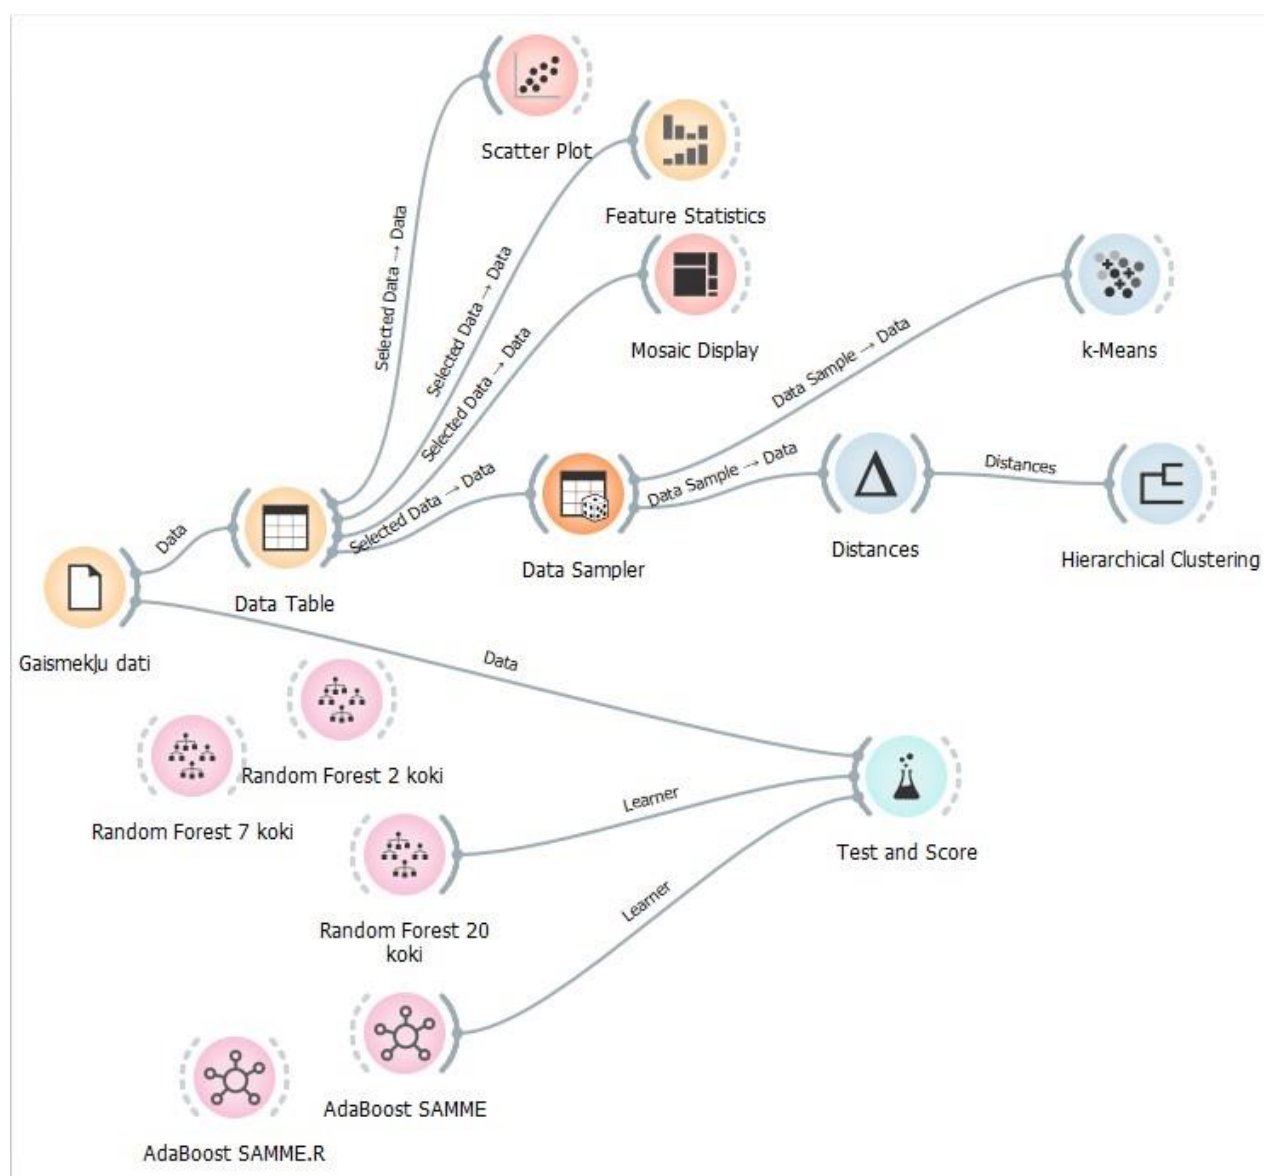 Scatter Plot
Feature Statistics
Selected Data → Data
Selected Data → Data
Selected Data → Data
Mosaic Display
Data Sample → Data
k-Means
Selected Data → Data
Data Sample → Data
Distances
Data
Data Table
Data Sampler
Distances
Hierarchical Clustering
Gaismekļu dati
Data
Random Forest 2 koki
Random Forest 7 koki
Learner
Test and Score
Random Forest 20
koki
Learner
AdaBoost SAMME
AdaBoost SAMME.R